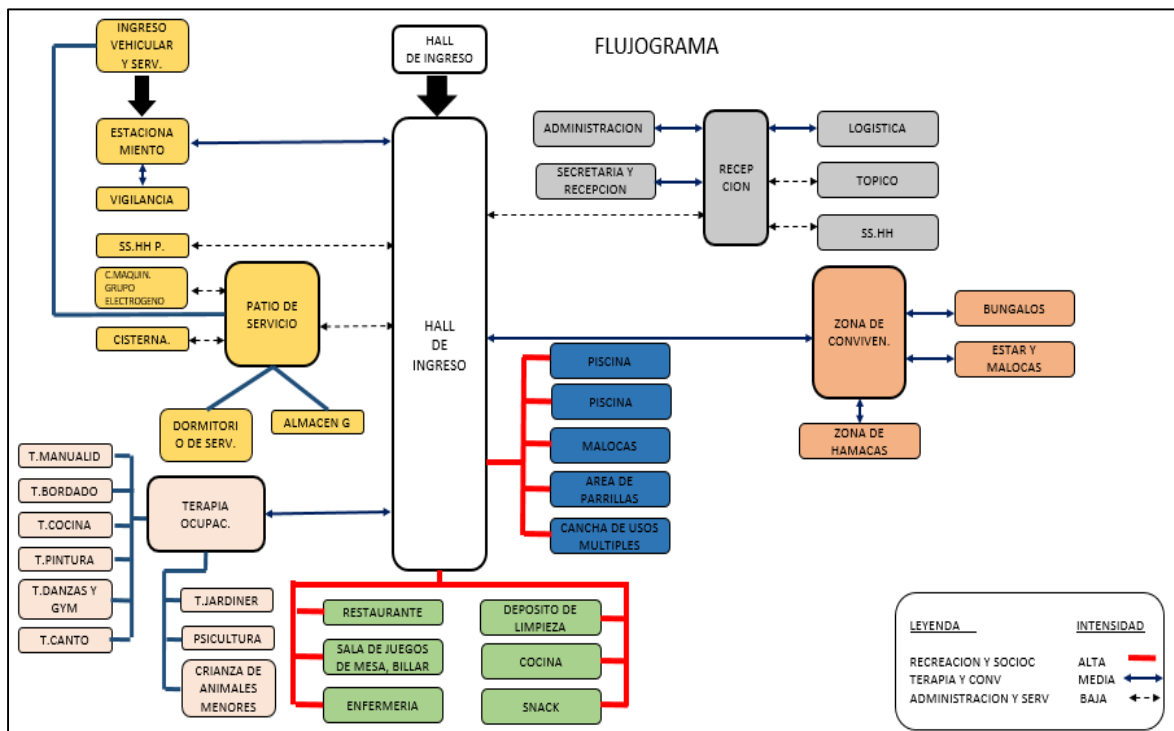 INGRESO
VEHICULAR
Y SERV.
HALL
DE INGRESO
FLUJOGRAMA
ESTACIONA
MIENTO
VIGILANCIA
SS.HH P.
C.MAQUIN.
GRUPO
ELECTROGENO
CISTERNA.
PATIO DE
SERVICIO
DORMITORI
O DE SERV.
ALMACEN G
HALL
DE
INGRESO
ADMINISTRACION
SECRETARIA Y
RECEPCION
RECEP
CION
LOGISTICA
TOPICO
SS.HH
ZONA DE
CONVIVEN.
BUNGALOS
ESTAR Y
MALOCAS
ZONA DE
HAMACAS
PISCINA
PISCINA
MALOCAS
AREA DE
PARRILLAS
CANCHA DE USOS
MULTIPLES
T.MANUALID
T.BORDADO
T.COCINA
T.PINTURA
T.DANZAS Y
GYM
T.CANTO
TERAPIA
OCUPAC.
T.JARDINER
PSICULTURA
CRIANZA DE
ANIMALES
MENORES
RESTAURANTE
SALA DE JUEGOS
DE MESA, BILLAR
ENFERMERIA
DEPOSITO DE
LIMPIEZA
COCINA
SNACK
LEYENDA INTENSIDAD
RECREACION Y SOCIOC ALTA
TERAPIA Y CONV MEDIA
ADMINISTRACION Y SERV BAJA